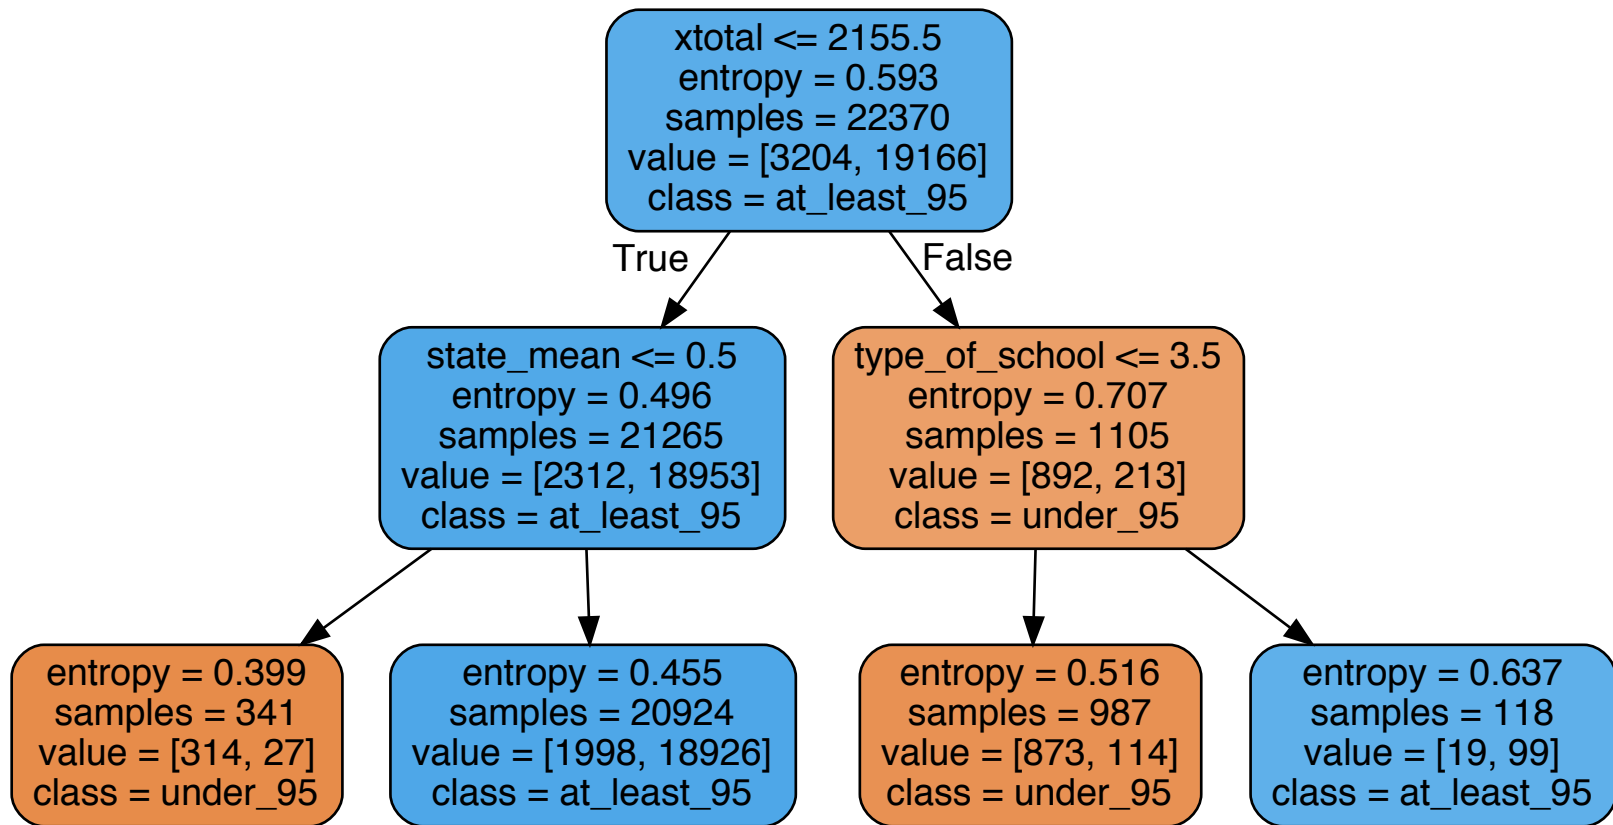 xtotal <= 2155.5
entropy = 0.593
samples = 22370
value = [3204, 19166]
class = at_least_95
True
False
state_mean <= 0.5
entropy = 0.496
samples = 21265
value = [2312, 18953]
class = at_least_95
type_of_school <= 3.5
entropy = 0.707
samples = 1105
value = [892, 213]
class = under_95
entropy = 0.399
samples = 341
value = [314, 27]
class = under_95
entropy = 0.455
samples = 20924
value = [1998, 18926]
class = at_least_95
entropy = 0.516
samples = 987
value = [873, 114]
class = under_95
entropy = 0.637
samples = 118
value = [19, 99]
class = at_least_95